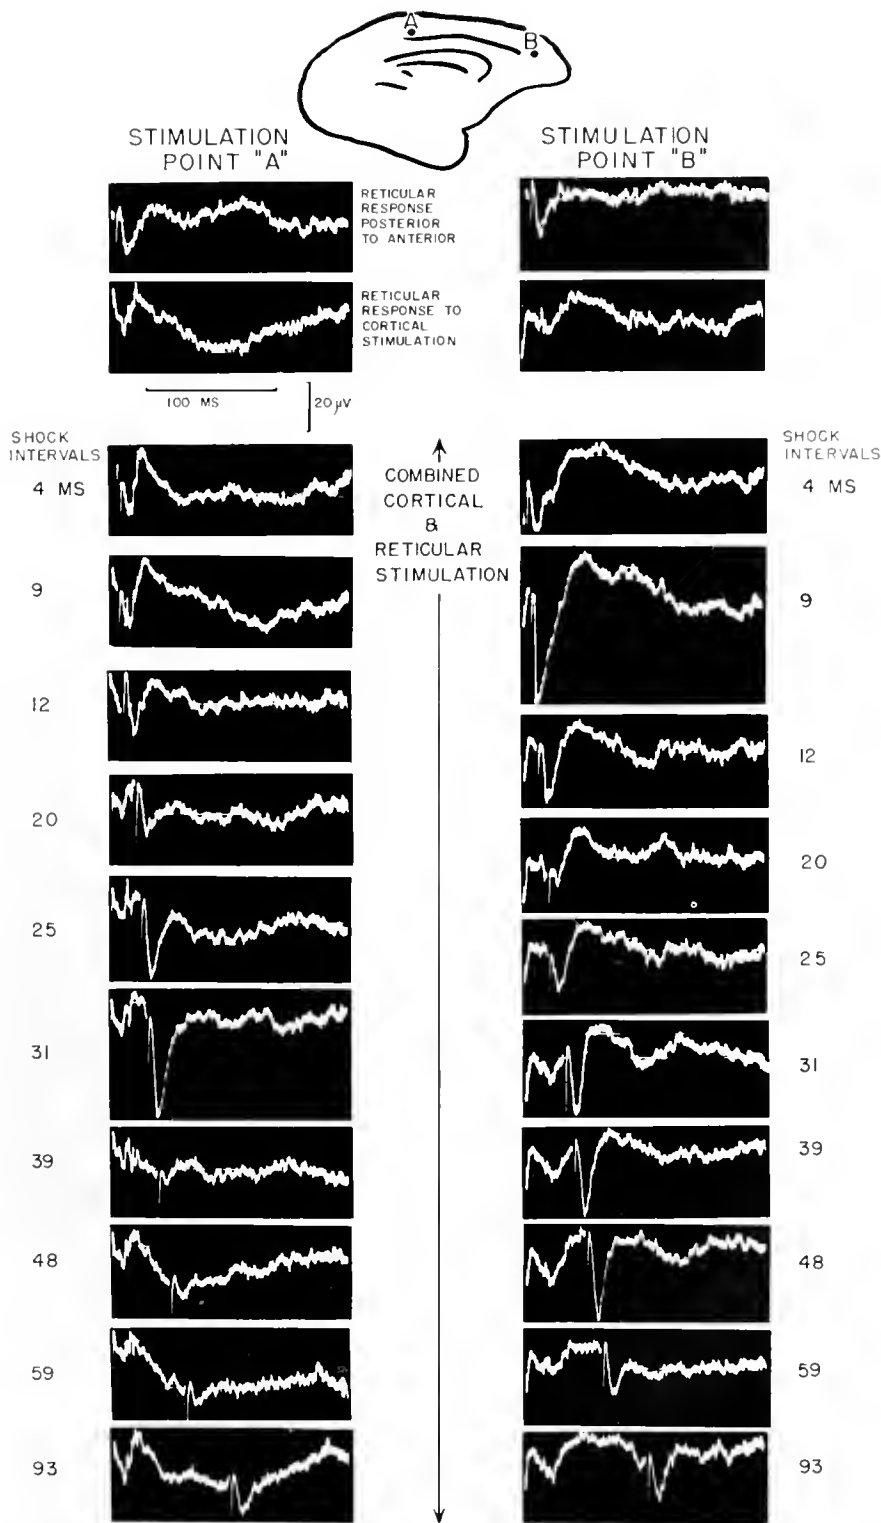 A
B
STIMULATION
POINT "A"
STIMULATION
POINT "B"
RETICULAR
RESPONSE
POSTERIOR
TO ANTERIOR
RETICULAR
RESPONSE TO
CORTICAL
STIMULATION
100 MS
20 µV
SHOCK
INTERVALS
4 MS
9
12
20
25
31
39
48
59
93
COMBINED
CORTICAL
&
RETICULAR
STIMULATION
SHOCK
INTERVALS
4 MS
9
12
20
25
31
39
48
59
93